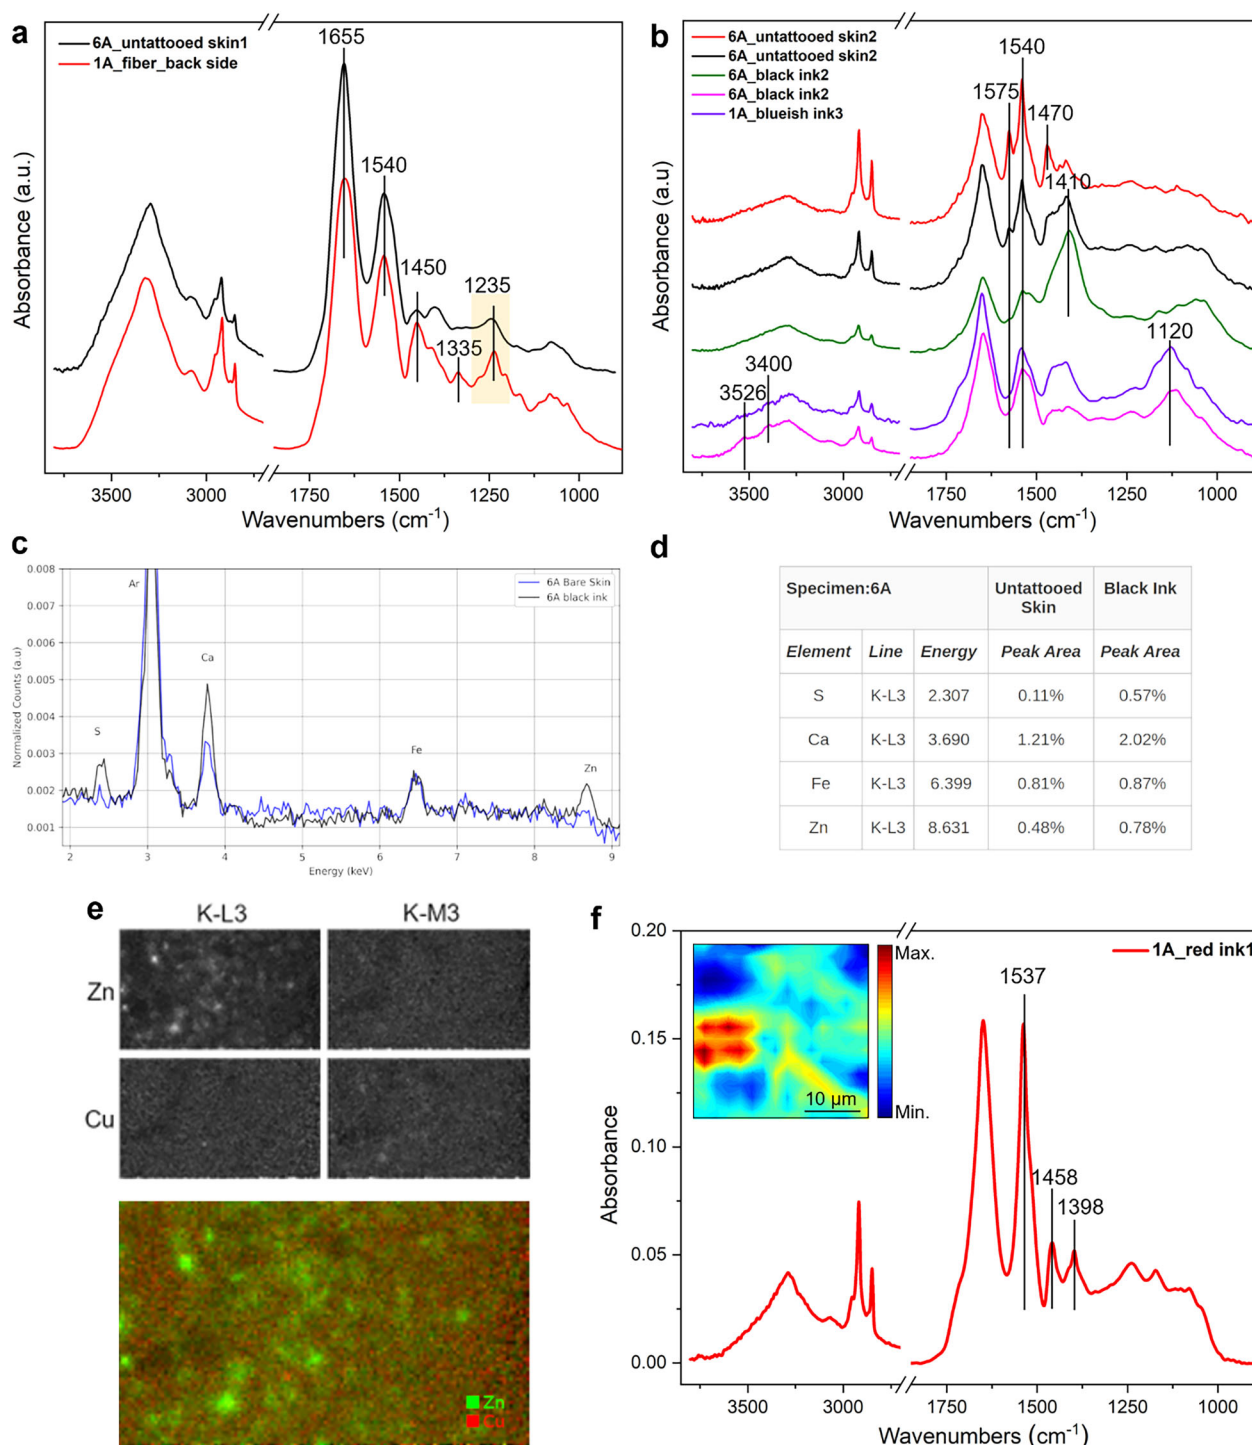 a
6A_untattooed skin1
1A_fiber_back side
1655
1540
1450
1335
1235
Absorbance (a.u.)
3500 3000 1750 1500 1250 1000
Wavenumbers (cm⁻¹)
b
6A_untattooed skin2
6A_untattooed skin2
6A_black ink2
6A_black ink2
1A_blueish ink3
1540
1575
1470
1410
1120
3400
3526
Absorbance (a.u)
3500 3000 1750 1500 1250 1000
Wavenumbers (cm⁻¹)
c
6A Bare Skin
6A black ink
Ar
Ca
S
Fe
Zn
0.008
0.007
0.006
0.005
0.004
0.003
0.002
0.001
Normalized Counts (a.u)
2 3 4 5 6 7 8 9
Energy (keV)
d
Specimen:6A Untattooed Skin Black Ink
Element Line Energy Peak Area Peak Area
S K-L3 2.307 0.11% 0.57%
Ca K-L3 3.690 1.21% 2.02%
Fe K-L3 6.399 0.81% 0.87%
Zn K-L3 8.631 0.48% 0.78%
e
K-L3 K-M3
Zn
Cu
Zn
Cu
f
0.20
0.15
0.10
0.05
0.00
Absorbance
1A_red ink1
Max.
Min.
10 µm
1537
1458
1398
3500 3000 1750 1500 1250 1000
Wavenumbers (cm⁻¹)